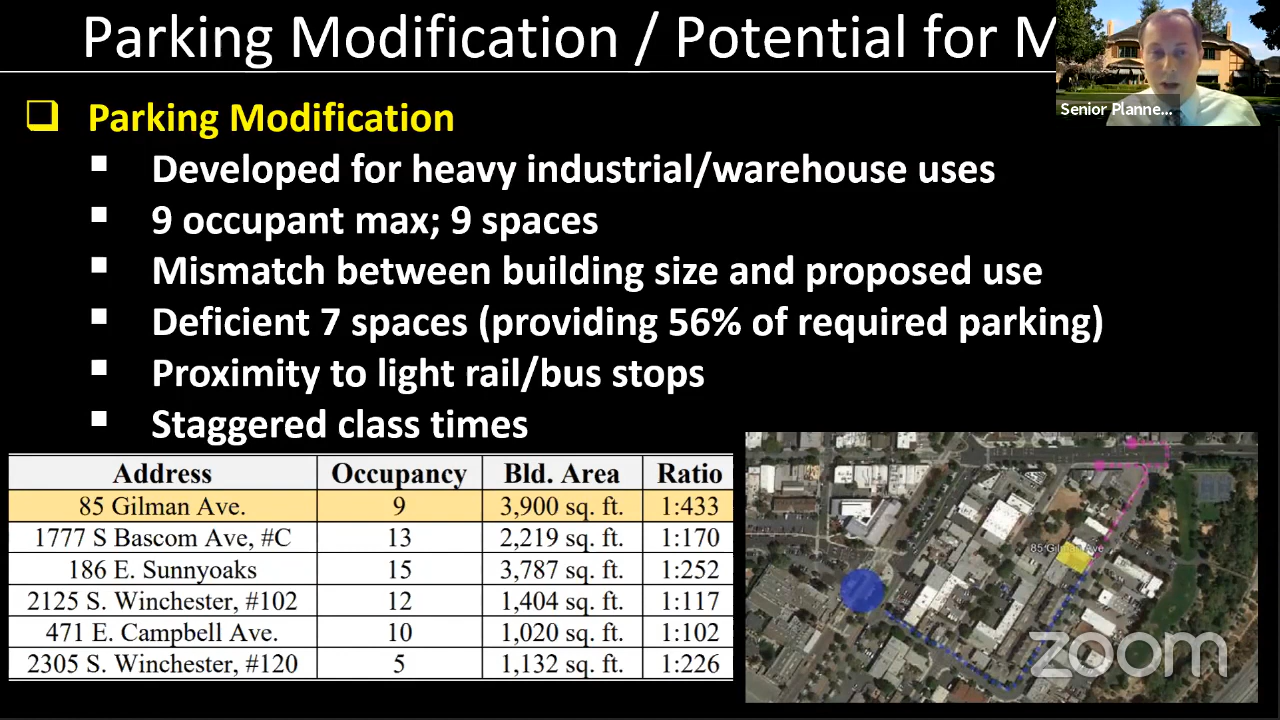 Parking Modification / Potential for M
Senior Planne...
Parking Modification
Developed for heavy industrial/warehouse uses
9 occupant max; 9 spaces
Mismatch between building size and proposed use
Deficient 7 spaces (providing 56% of required parking)
Proximity to light rail/bus stops
Staggered class times
Address Occupancy Bld. Area Ratio
85 Gilman Ave. 9 3,900 sq. ft. 1:433
1777 S Bascom Ave, #C 13 2,219 sq. ft. 1:170
186 E. Sunnyoaks 15 3,787 sq. ft. 1:252
2125 S. Winchester, #102 12 1,404 sq. ft. 1:117
471 E. Campbell Ave. 10 1,020 sq. ft. 1:102
2305 S. Winchester, #120 5 1,132 sq. ft. 1:226
85 Gilman Ave
zoom